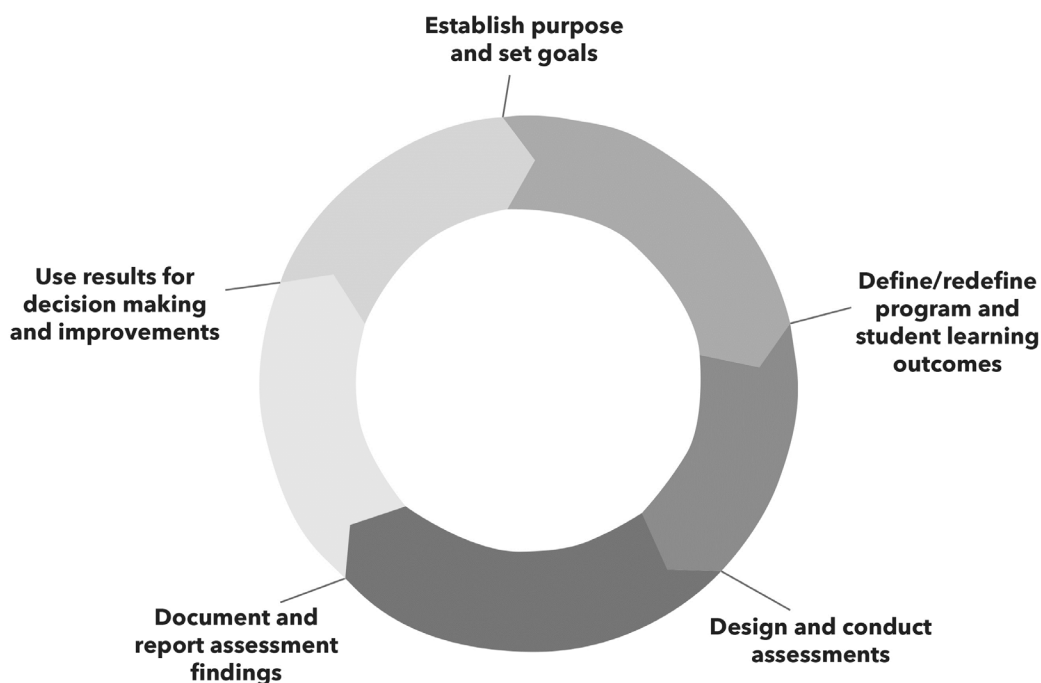 Establish purpose
and set goals
Define/redefine
program and
student learning
outcomes
Design and conduct
assessments
Document and
report assessment
findings
Use results for
decision making
and improvements